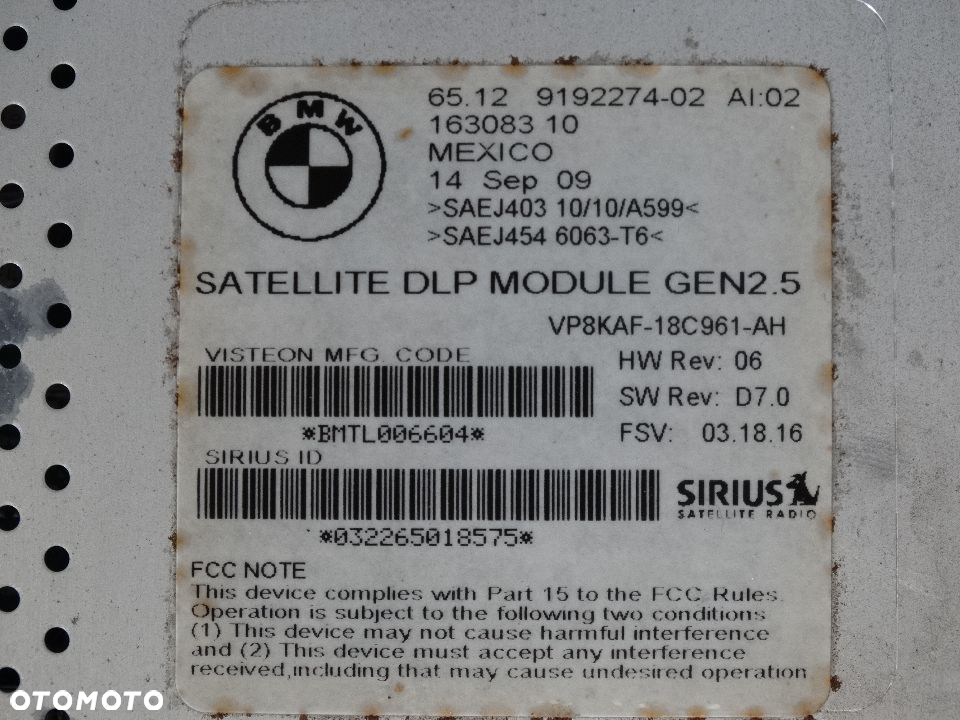 BMW
65.12 9192274-02 AI:02
163083 10
MEXICO
14 Sep 09
>SAEJ403 10/10/A599<
>SAEJ454 6063-T6<
SATELLITE DLP MODULE GEN2.5
VP8KAF-18C961-AH
VISTEON MFG. CODE
HW Rev: 06
SW Rev: D7.0
*BMTL006604*
FSV: 03.18.16
SIRIUS ID
SIRIUS
SATELLITE RADIO
*032265018575*
FCC NOTE
This device complies with Part 15 to the FCC Rules.
Operation is subject to the following two conditions
(1) This device may not cause harmful interference
and (2) This device must accept any interference
received,including that may cause undesired operation
OTOMOTO